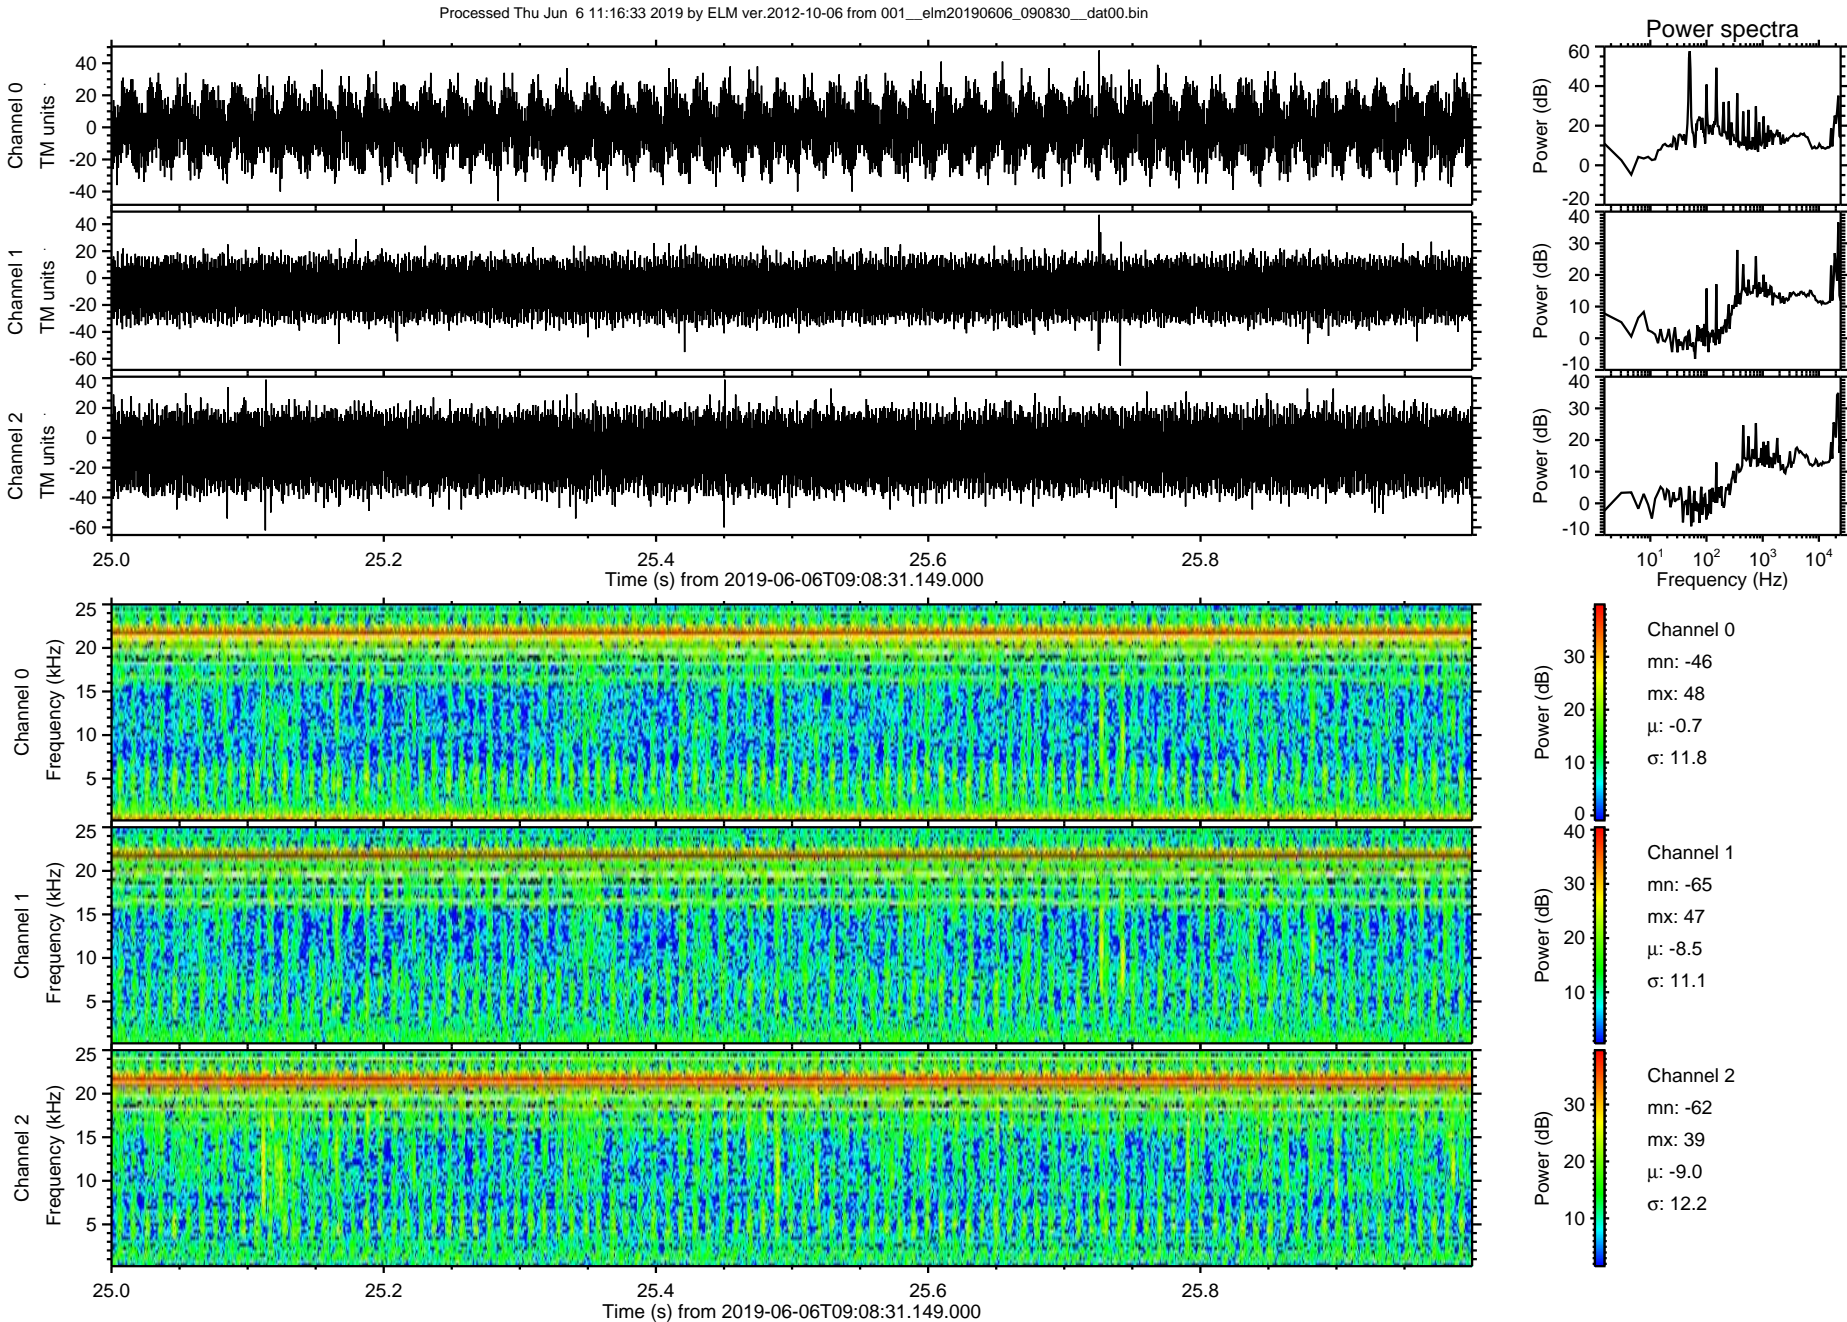 Processed Thu Jun  6 11:16:33 2019 by ELM ver.2012-10-06 from 001__elm20190606_090830__dat00.bin
Power spectra
Channel 0
TM units
40
20
0
-20
-40
Power (dB)
60
40
20
0
-20
Channel 1
TM units
40
20
0
-20
-40
-60
Power (dB)
40
30
20
10
0
-10
Channel 2
TM units
40
20
0
-20
-40
-60
Power (dB)
40
30
20
10
0
-10
25.0 25.2 25.4 25.6 25.8
Time (s) from 2019-06-06T09:08:31.149.000
10¹ 10² 10³ 10⁴
Frequency (Hz)
Channel 0
Frequency (kHz)
25
20
15
10
5
Power (dB)
30
20
10
0
Channel 0
mn: -46
mx: 48
μ: -0.7
σ: 11.8
Channel 1
Frequency (kHz)
25
20
15
10
5
Power (dB)
40
30
20
10
Channel 1
mn: -65
mx: 47
μ: -8.5
σ: 11.1
Channel 2
Frequency (kHz)
25
20
15
10
5
Power (dB)
30
20
10
Channel 2
mn: -62
mx: 39
μ: -9.0
σ: 12.2
25.0 25.2 25.4 25.6 25.8
Time (s) from 2019-06-06T09:08:31.149.000